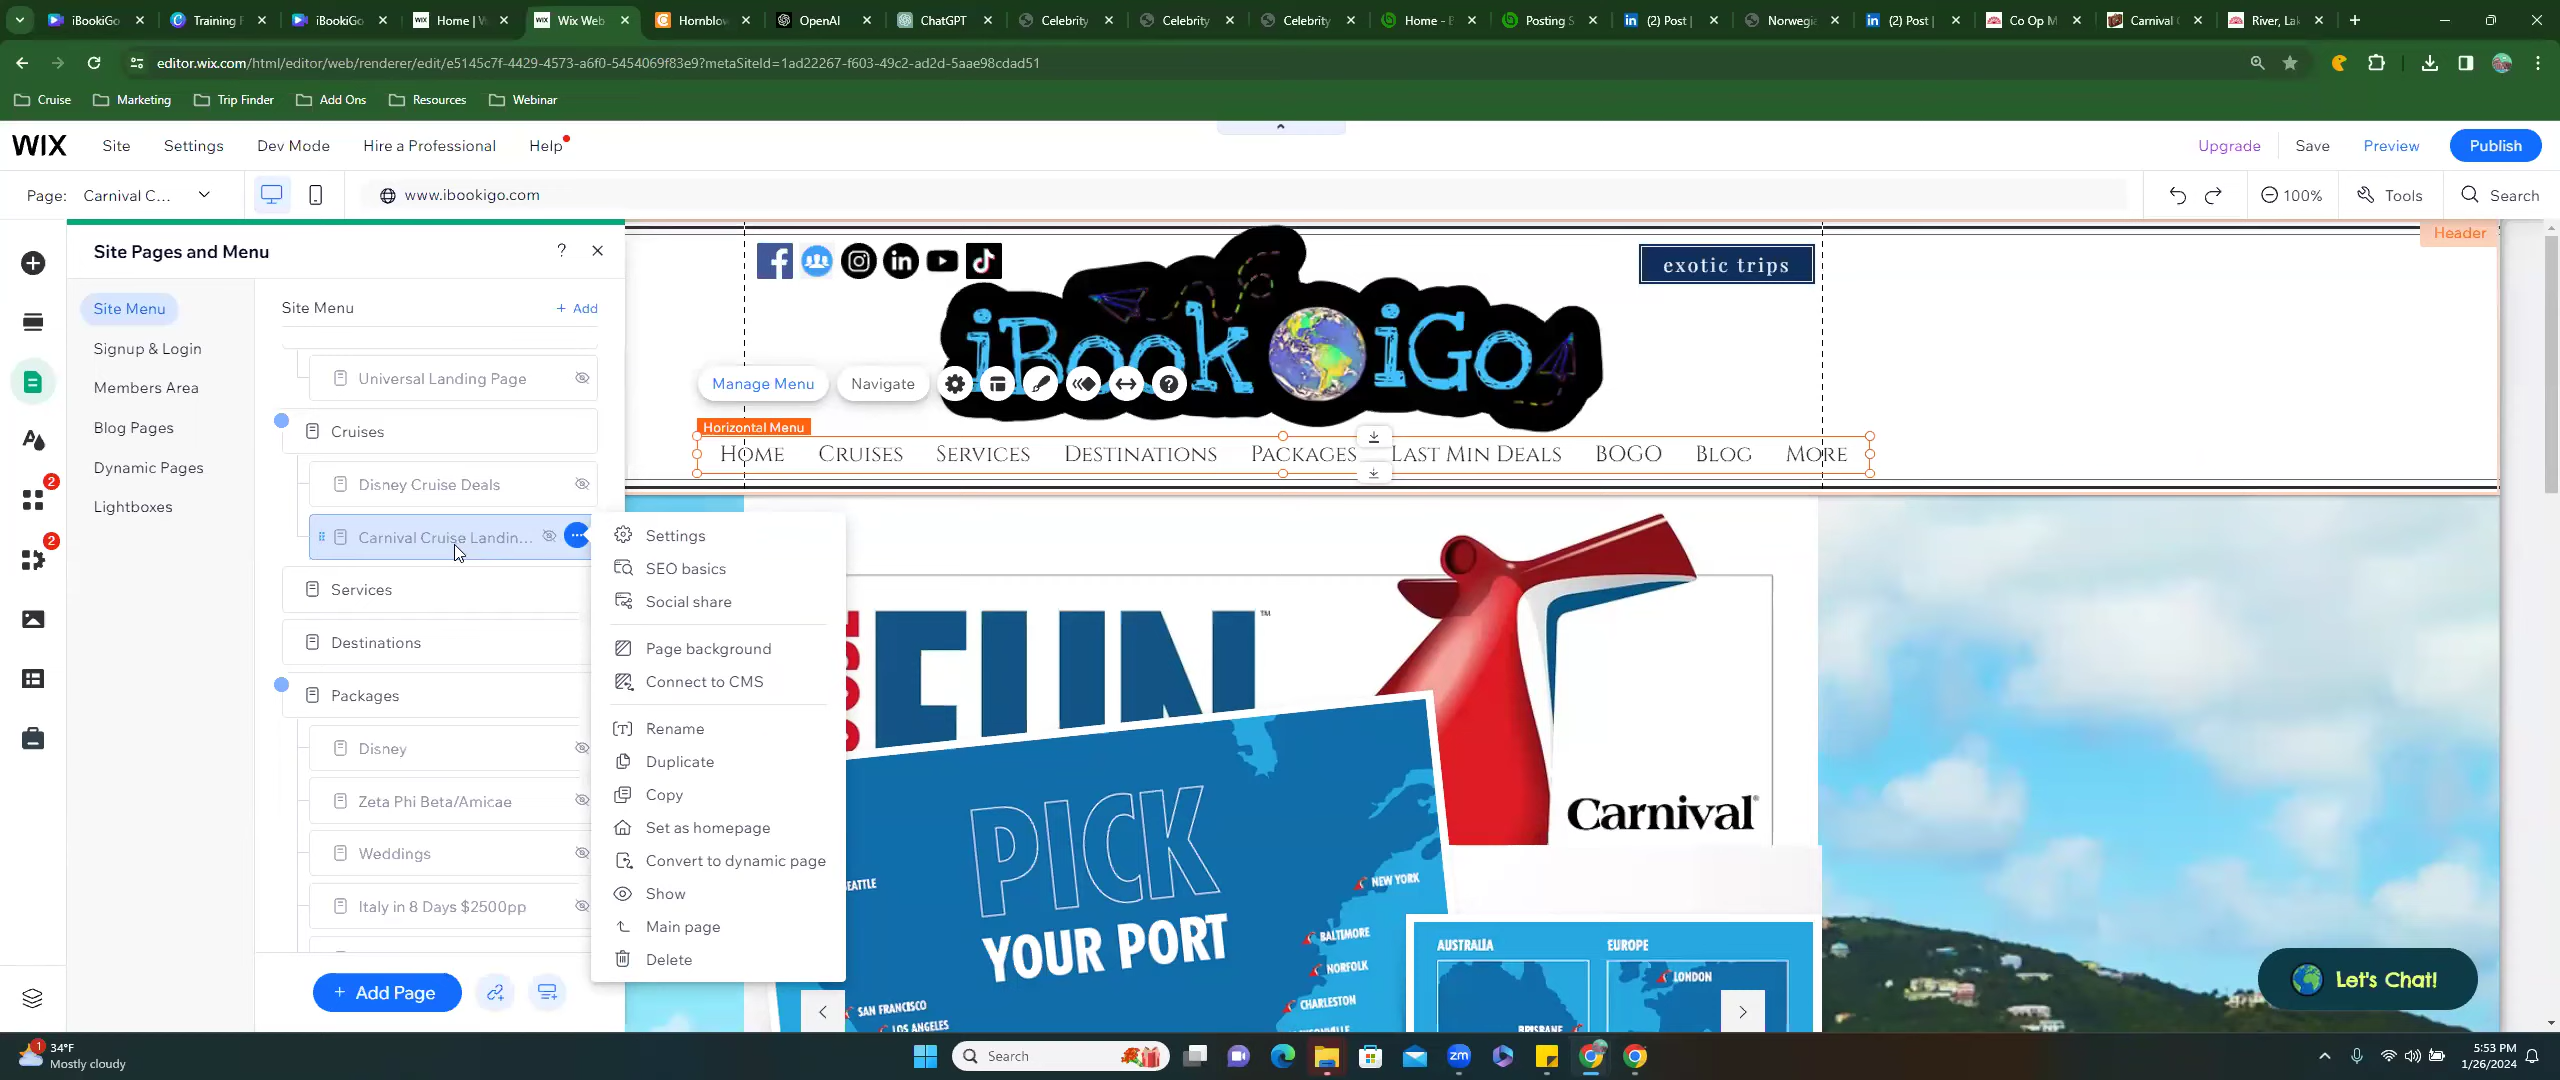 iBookiGo
Training F
iBookiGo
Home | W
Wix Web
Hornblow
OpenAI
ChatGPT
Celebrity
Celebrity
Celebrity
Home - B
Posting S
(2) Post |
Norwegia
(2) Post |
Co Op M
Carnival C
River, Lak
editor.wix.com/html/editor/web/renderer/edit/e5145c7f-4429-4573-a6f0-5454069f83e9?metaSiteId=1ad22267-f603-49c2-ad2d-5aae98cdad51
Cruise
Marketing
Trip Finder
Add Ons
Resources
Webinar
WIX
Site
Settings
Dev Mode
Hire a Professional
Help
Upgrade
Save
Preview
Publish
Page:
Carnival C...
www.ibookigo.com
100%
Tools
Search
Site Pages and Menu
?
Site Menu
Signup & Login
Members Area
Blog Pages
Dynamic Pages
Lightboxes
2
2
Site Menu
+ Add
Universal Landing Page
Cruises
Disney Cruise Deals
Carnival Cruise Landin...
Services
Destinations
Packages
Disney
Zeta Phi Beta/Amicae
Weddings
Italy in 8 Days $2500pp
+ Add Page
Settings
SEO basics
Social share
Page background
Connect to CMS
Rename
Duplicate
Copy
Set as homepage
Convert to dynamic page
Show
Main page
Delete
Header
exotic trips
iBook iGo
Manage Menu
Navigate
Horizontal Menu
Home
Cruises
Services
Destinations
Packages
Last Min Deals
BOGO
Blog
More
FUN™
Carnival®
PICK
YOUR PORT
SEATTLE
SAN FRANCISCO
LOS ANGELES
NEW YORK
BALTIMORE
NORFOLK
CHARLESTON
JACKSONVILLE
AUSTRALIA
EUROPE
LONDON
BRISBANE
Let's Chat!
1
34°F
Mostly cloudy
Search
zm
5:53 PM
1/26/2024